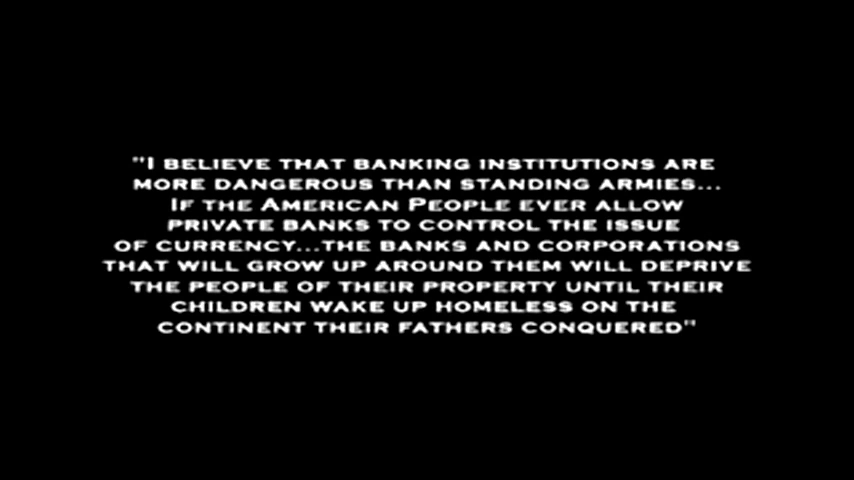 "I BELIEVE THAT BANKING INSTITUTIONS ARE
MORE DANGEROUS THAN STANDING ARMIES...
IF THE AMERICAN PEOPLE EVER ALLOW
PRIVATE BANKS TO CONTROL THE ISSUE
OF CURRENCY...THE BANKS AND CORPORATIONS
THAT WILL GROW UP AROUND THEM WILL DEPRIVE
THE PEOPLE OF THEIR PROPERTY UNTIL THEIR
CHILDREN WAKE UP HOMELESS ON THE
CONTINENT THEIR FATHERS CONQUERED"